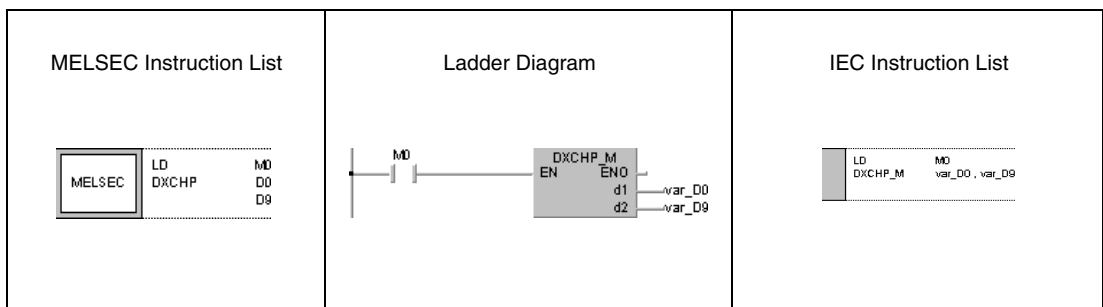 MELSEC Instruction List
MELSEC
LD M0
DXCHP D0
D9
Ladder Diagram
M0
DXCHP_M
EN ENO
d1 var_D0
d2 var_D9
IEC Instruction List
LD M0
DXCHP_M var_D0 , var_D9